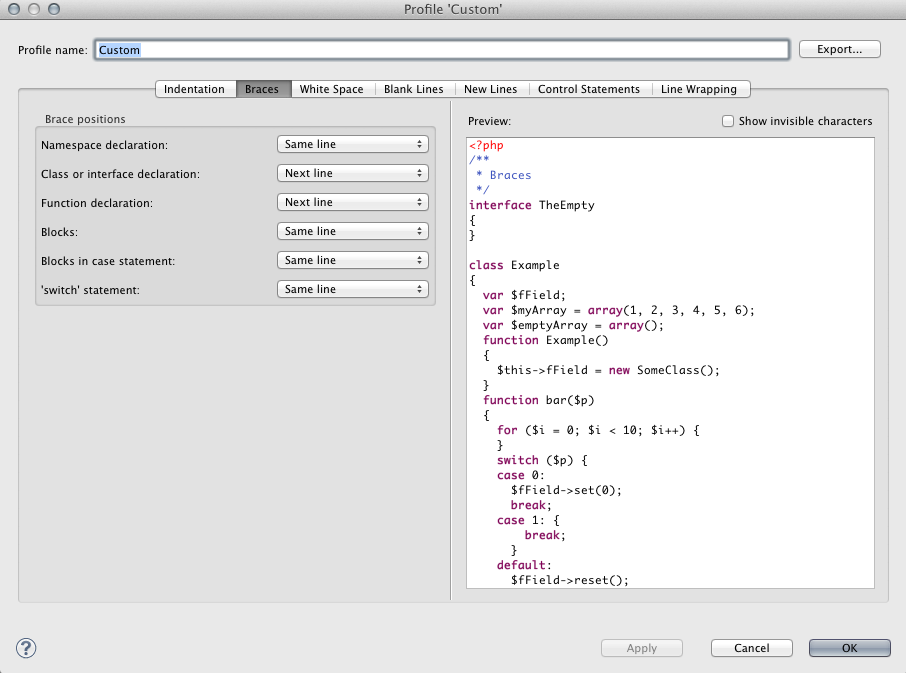 Profile 'Custom'
Profile name: Custom Export...
Indentation Braces White Space Blank Lines New Lines Control Statements Line Wrapping
Brace positions
Namespace declaration: Same line
Class or interface declaration: Next line
Function declaration: Next line
Blocks: Same line
Blocks in case statement: Same line
'switch' statement: Same line
Preview: Show invisible characters
<?php
/**
 * Braces
 */
interface TheEmpty
{
}
class Example
{
  var $fField;
  var $myArray = array(1, 2, 3, 4, 5, 6);
  var $emptyArray = array();
  function Example()
  {
    $this->fField = new SomeClass();
  }
  function bar($p)
  {
    for ($i = 0; $i < 10; $i++) {
    }
    switch ($p) {
    case 0:
      $fField->set(0);
      break;
    case 1: {
        break;
      }
    default:
      $fField->reset();
?
Apply Cancel OK